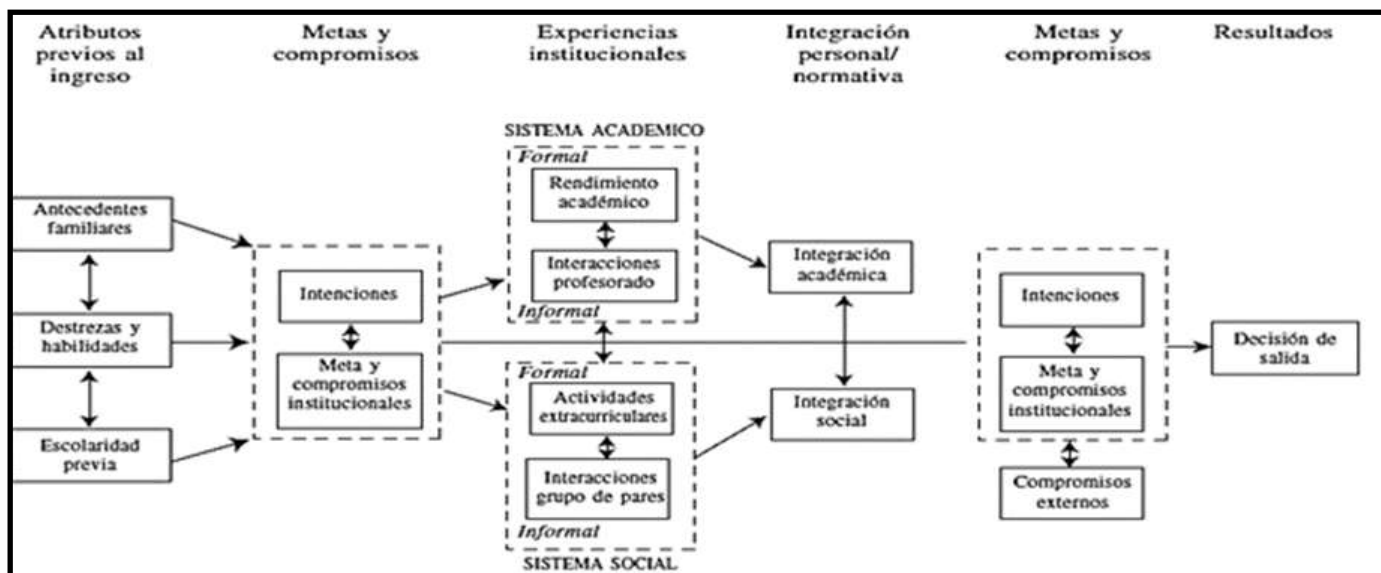 Atributos
previos al
ingreso
Metas y
compromisos
Experiencias
institucionales
Integración
personal/
normativa
Metas y
compromisos
Resultados
Antecedentes
familiares
Destrezas y
habilidades
Escolaridad
previa
Intenciones
Meta y
compromisos
institucionales
SISTEMA ACADEMICO
Formal
Rendimiento
académico
Interacciones
profesorado
Informal
Formal
Actividades
extracurriculares
Interacciones
grupo de pares
Informal
SISTEMA SOCIAL
Integración
académica
Integración
social
Intenciones
Meta y
compromisos
institucionales
Compromisos
externos
Decisión de
salida